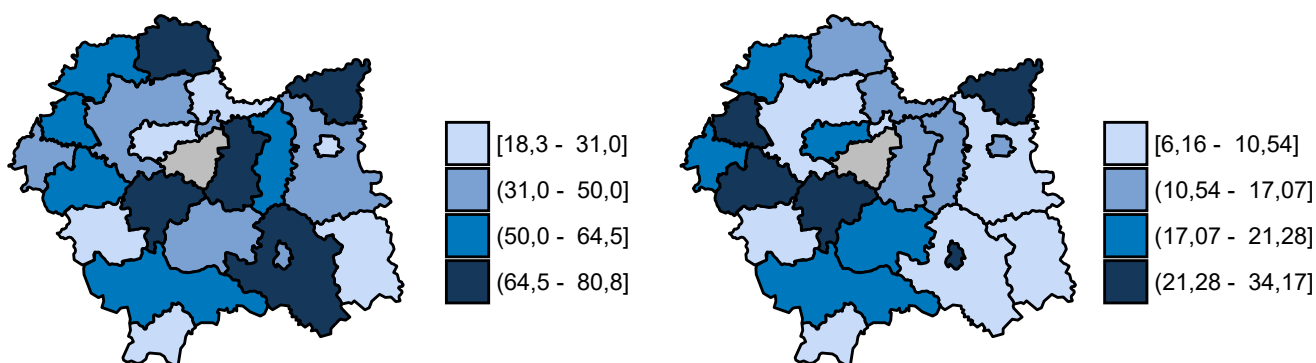 [18,3 - 31,0]
(31,0 - 50,0]
(50,0 - 64,5]
(64,5 - 80,8]
[6,16 - 10,54]
(10,54 - 17,07]
(17,07 - 21,28]
(21,28 - 34,17]